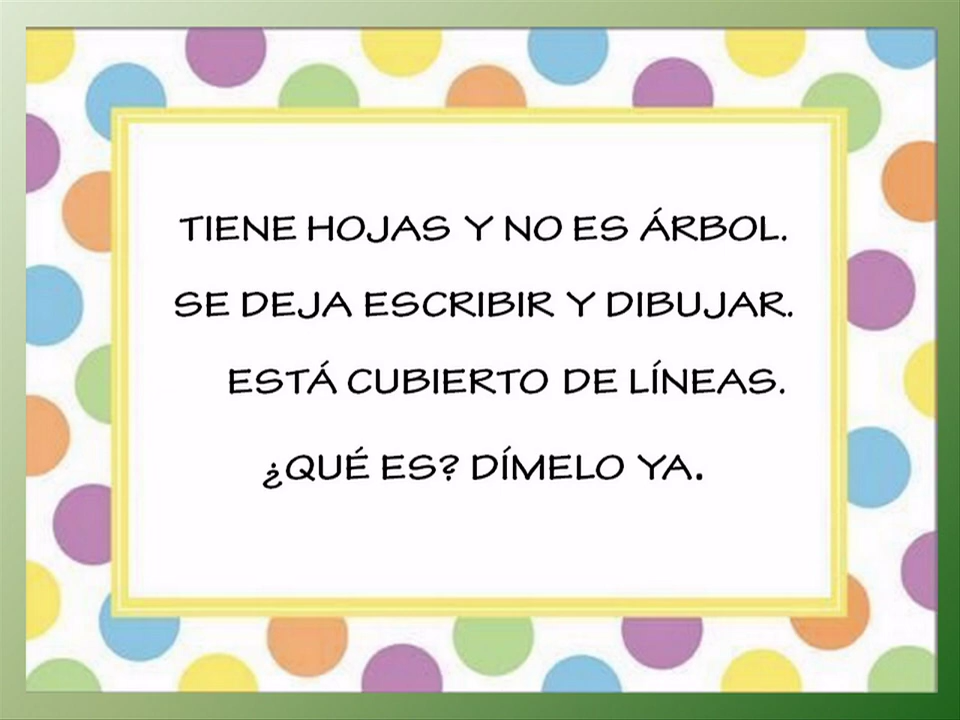 TIENE HOJAS Y NO ES ÁRBOL.
SE DEJA ESCRIBIR Y DIBUJAR.
ESTÁ CUBIERTO DE LÍNEAS.
¿QUÉ ES? DÍMELO YA.